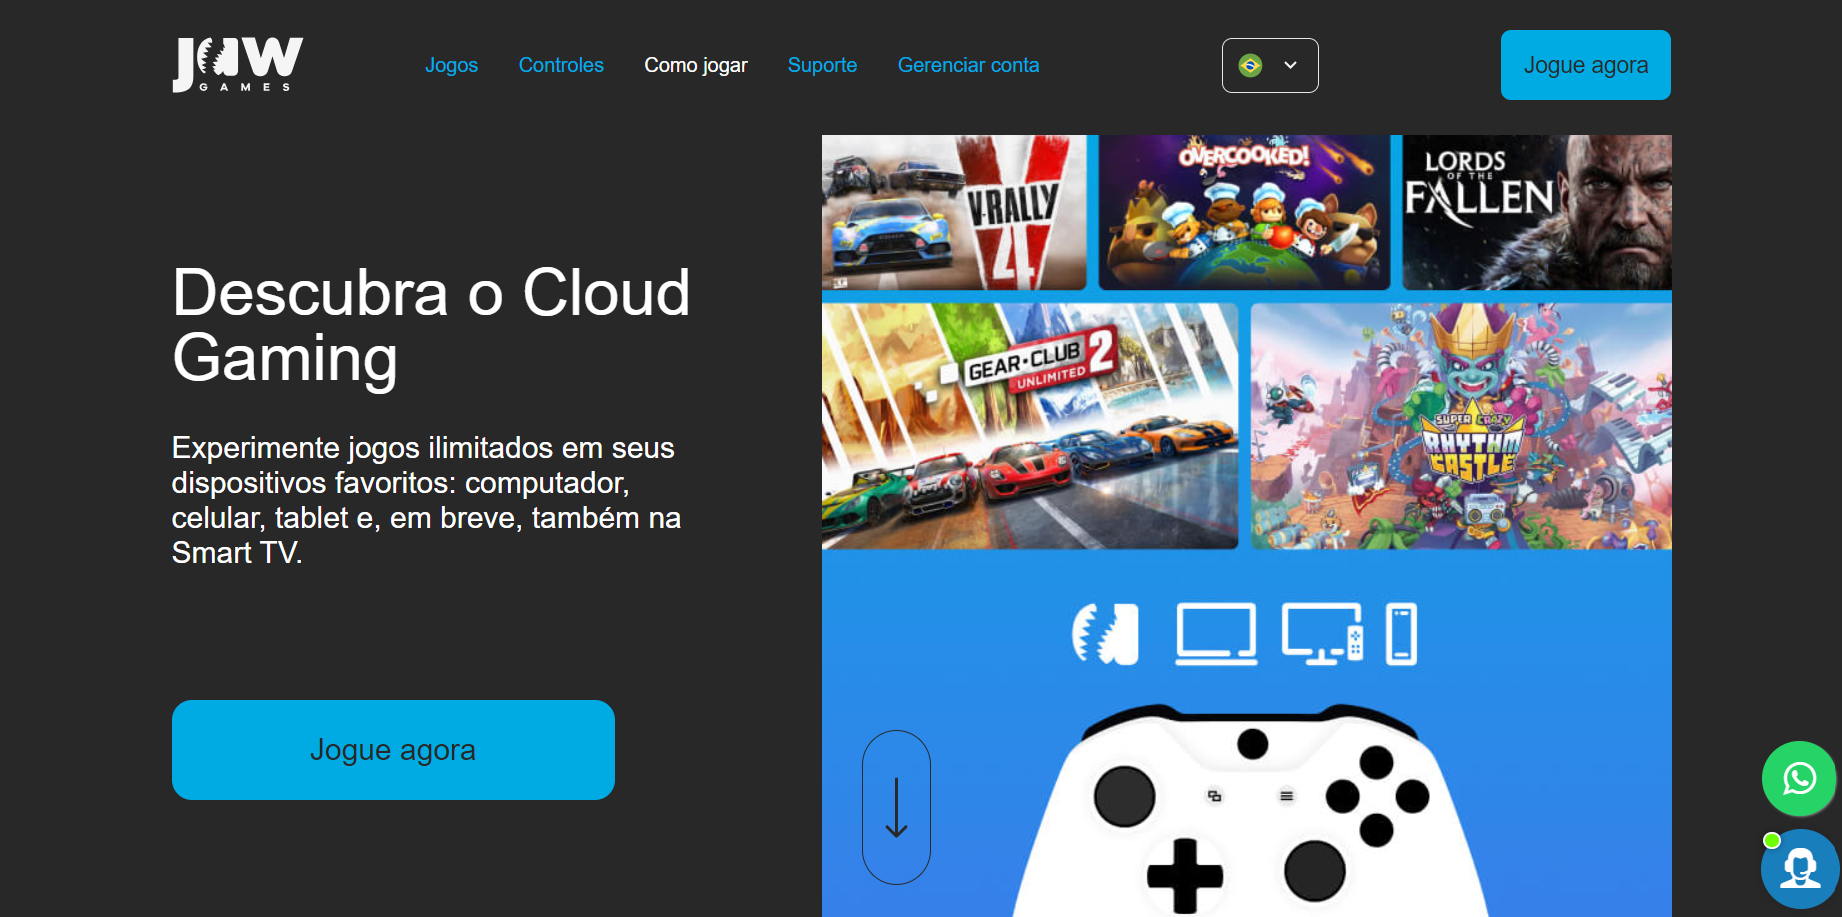 JAW
GAMES
Jogos
Controles
Como jogar
Suporte
Gerenciar conta
Jogue agora
Descubra o Cloud
Gaming
Experimente jogos ilimitados em seus
dispositivos favoritos: computador,
celular, tablet e, em breve, também na
Smart TV.
Jogue agora
V-RALLY
4
OVERCOOKED!
LORDS
OF THE
FALLEN
GEAR·CLUB
UNLIMITED 2
SUPER CRAZY
RHYTHM
CASTLE